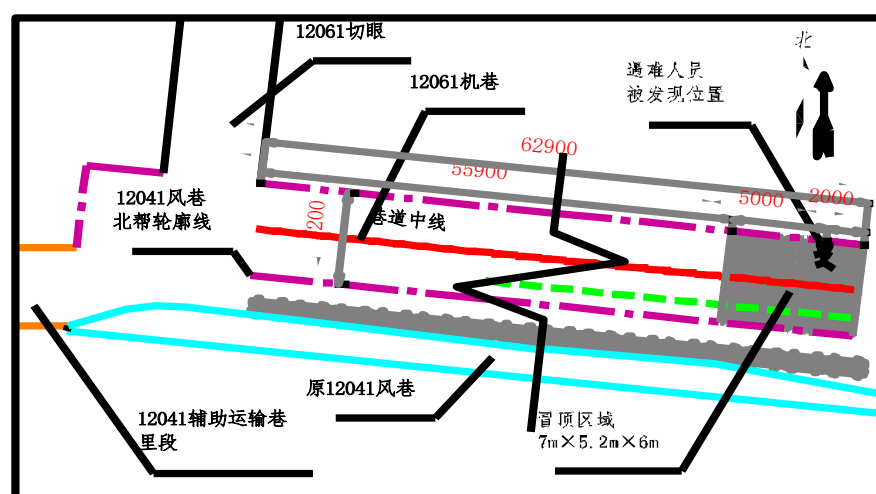 12061切眼
北
12061机巷
遇难人员
被发现位置
62900
55900
5000
2000
12041风巷
北帮轮廓线
200
巷道中线
原12041风巷
12041辅助运输巷
里段
冒顶区域
7m×5.2m×6m